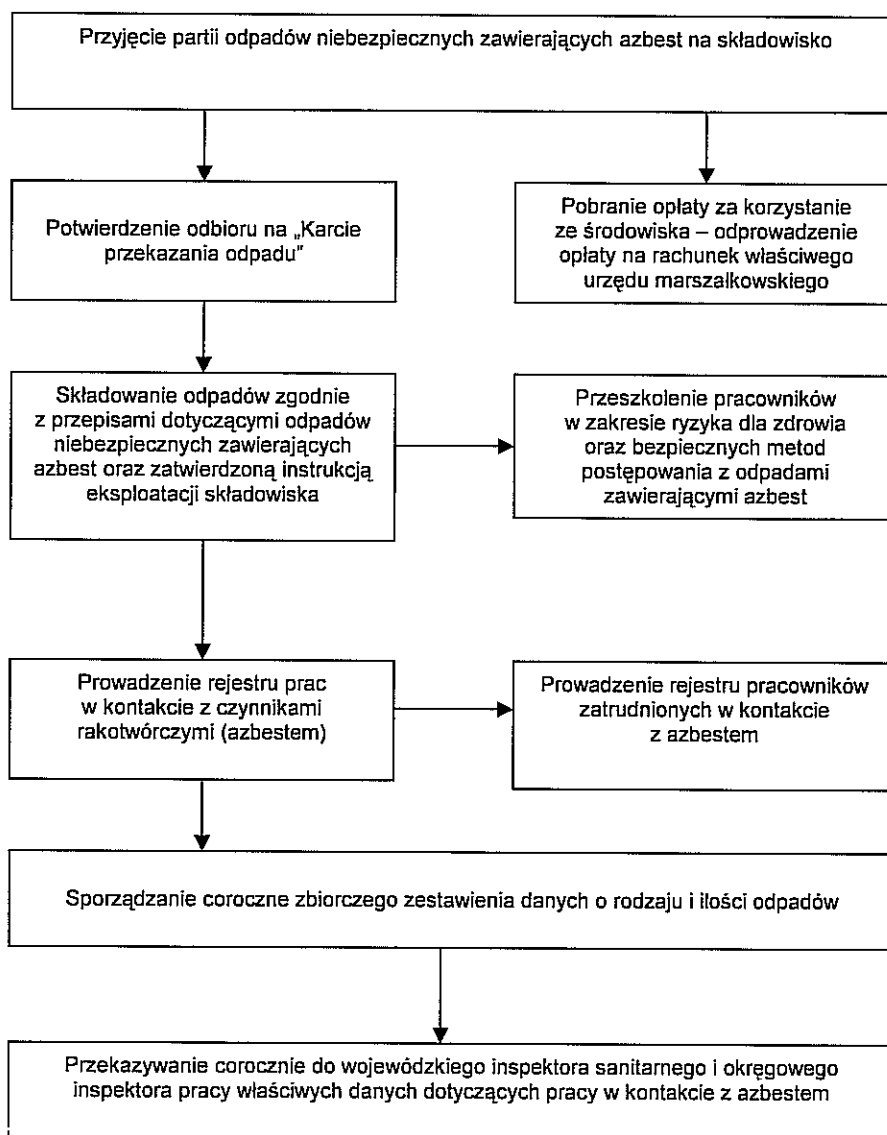 Przyjęcie partii odpadów niebezpiecznych zawierających azbest na składowisko
Potwierdzenie odbioru na „Karcie
przekazania odpadu”
Pobranie opłaty za korzystanie
ze środowiska – odprowadzenie
opłaty na rachunek właściwego
urzędu marszałkowskiego
Składowanie odpadów zgodnie
z przepisami dotyczącymi odpadów
niebezpiecznych zawierających
azbest oraz zatwierdzoną instrukcją
eksploatacji składowiska
Przeszkolenie pracowników
w zakresie ryzyka dla zdrowia
oraz bezpiecznych metod
postępowania z odpadami
zawierającymi azbest
Prowadzenie rejestru prac
w kontakcie z czynnikami
rakotwórczymi (azbestem)
Prowadzenie rejestru pracowników
zatrudnionych w kontakcie
z azbestem
Sporządzanie coroczne zbiorczego zestawienia danych o rodzaju i ilości odpadów
Przekazywanie corocznie do wojewódzkiego inspektora sanitarnego i okręgowego
inspektora pracy właściwych danych dotyczących pracy w kontakcie z azbestem